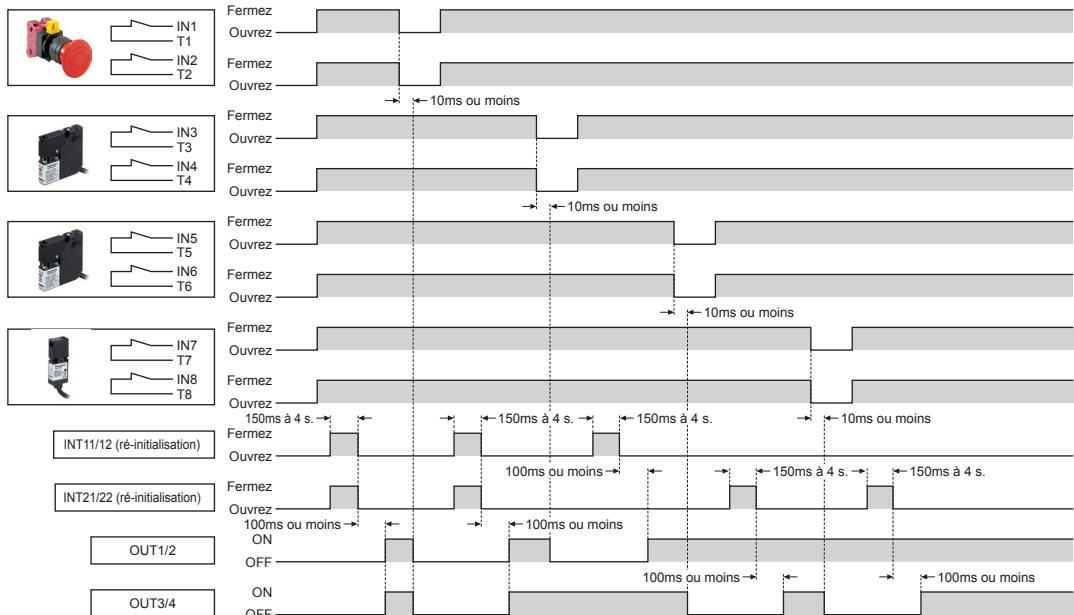 Fermez
IN1
Ouvrez
T1
IN2
Fermez
T2
Ouvrez
10ms ou moins
Fermez
IN3
Ouvrez
T3
IN4
Fermez
T4
Ouvrez
10ms ou moins
Fermez
IN5
Ouvrez
T5
IN6
Fermez
T6
Ouvrez
10ms ou moins
Fermez
IN7
Ouvrez
T7
IN8
Fermez
T8
Ouvrez
150ms à 4 s. 150ms à 4 s. 150ms à 4 s. 10ms ou moins
INT11/12 (ré-initialisation)
Fermez
Ouvrez
100ms ou moins 150ms à 4 s. 150ms à 4 s.
INT21/22 (ré-initialisation)
Fermez
Ouvrez
100ms ou moins 100ms ou moins
OUT1/2
ON
OFF
100ms ou moins 100ms ou moins
OUT3/4
ON
OFF